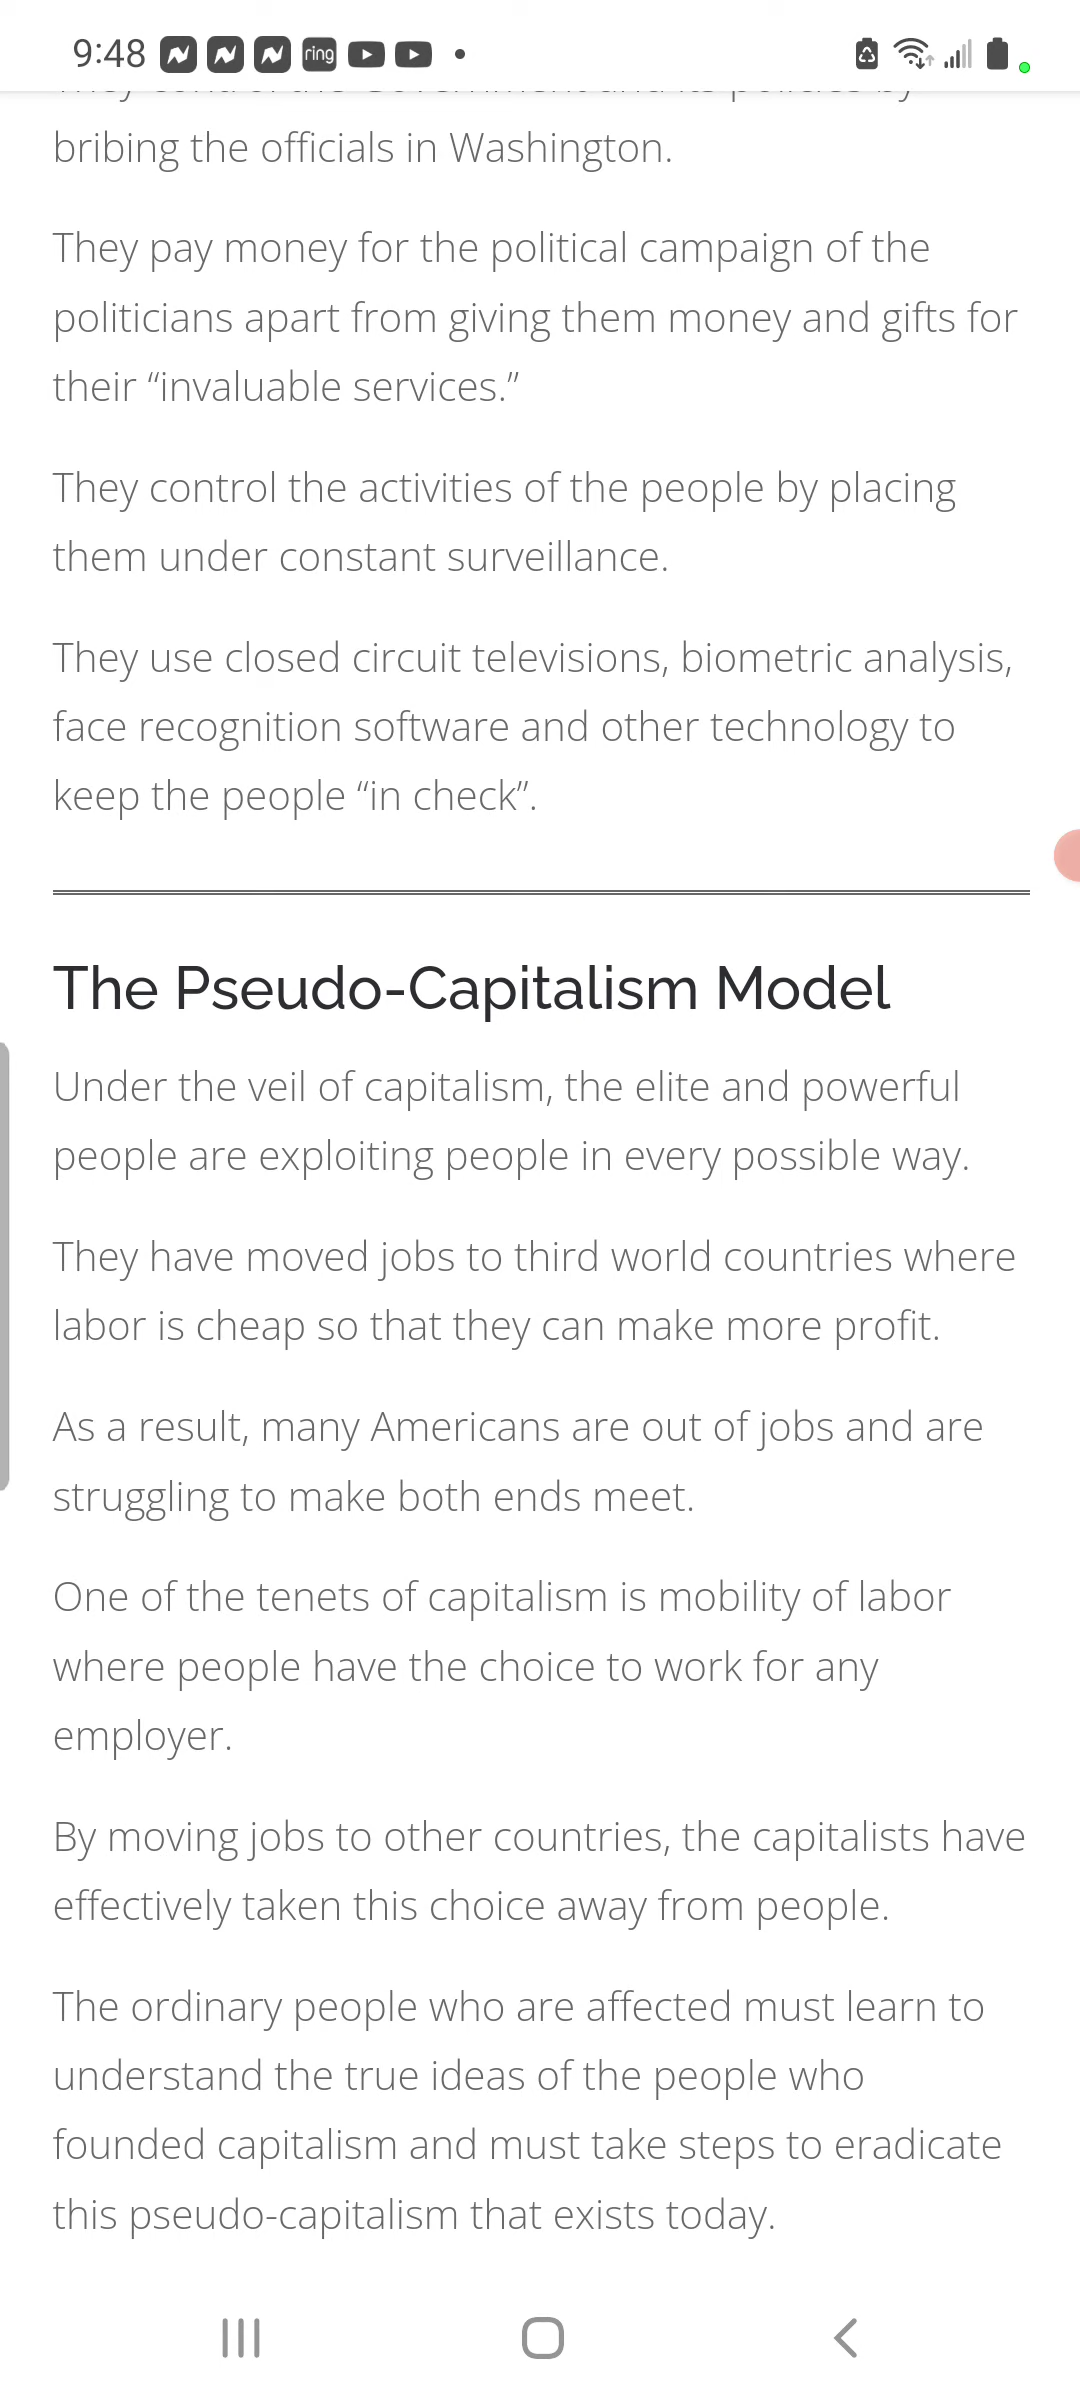 9:48 ring
bribing the officials in Washington.
They pay money for the political campaign of the
politicians apart from giving them money and gifts for
their “invaluable services.”
They control the activities of the people by placing
them under constant surveillance.
They use closed circuit televisions, biometric analysis,
face recognition software and other technology to
keep the people “in check”.
The Pseudo-Capitalism Model
Under the veil of capitalism, the elite and powerful
people are exploiting people in every possible way.
They have moved jobs to third world countries where
labor is cheap so that they can make more profit.
As a result, many Americans are out of jobs and are
struggling to make both ends meet.
One of the tenets of capitalism is mobility of labor
where people have the choice to work for any
employer.
By moving jobs to other countries, the capitalists have
effectively taken this choice away from people.
The ordinary people who are affected must learn to
understand the true ideas of the people who
founded capitalism and must take steps to eradicate
this pseudo-capitalism that exists today.